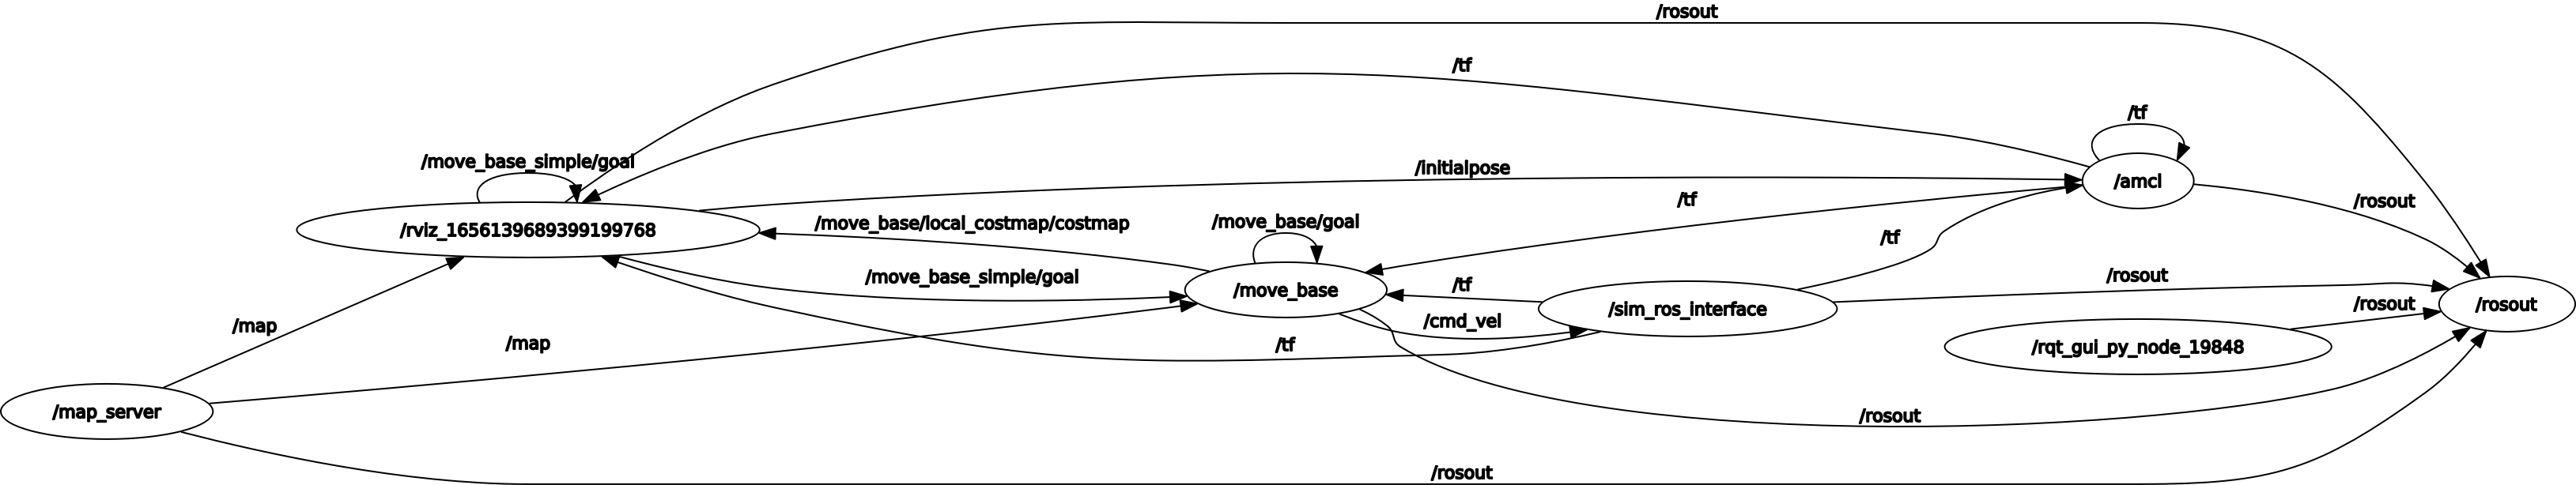 /rosout
/tf
/tf
/move_base_simple/goal
/initialpose
/amcl
/tf
/rosout
/move_base/local_costmap/costmap
/move_base/goal
/rviz_1656139689399199768
/tf
/move_base_simple/goal
/tf
/rosout
/move_base
/sim_ros_interface
/rosout
/rosout
/cmd_vel
/map
/map
/tf
/rqt_gui_py_node_19848
/map_server
/rosout
/rosout